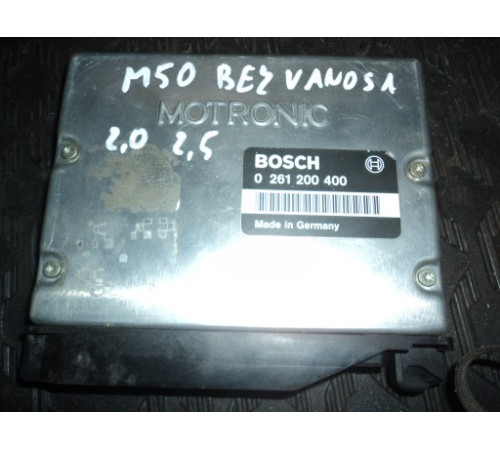 M50 BEZ VANOSA
MOTRONIC
2,0 2,5
BOSCH
0 261 200 400
Made in Germany